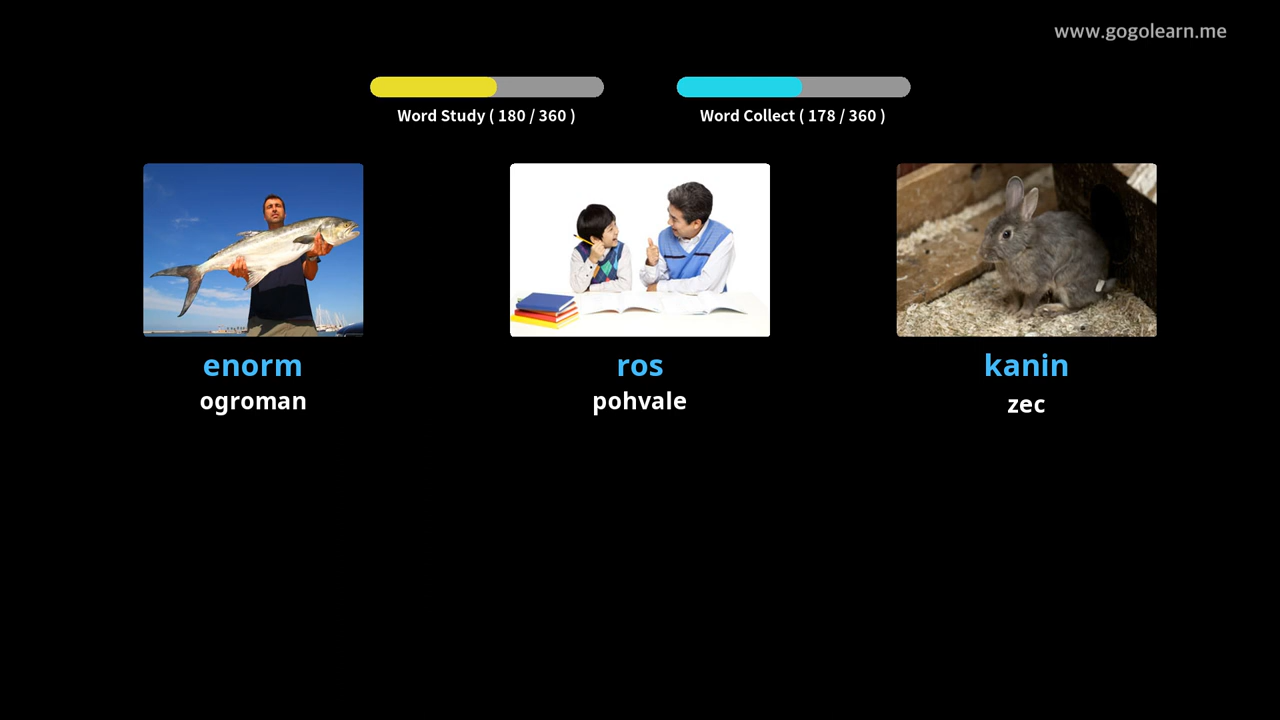 www.gogolearn.me
Word Study ( 180 / 360 )
Word Collect ( 178 / 360 )
enorm
ogroman
ros
pohvale
kanin
zec